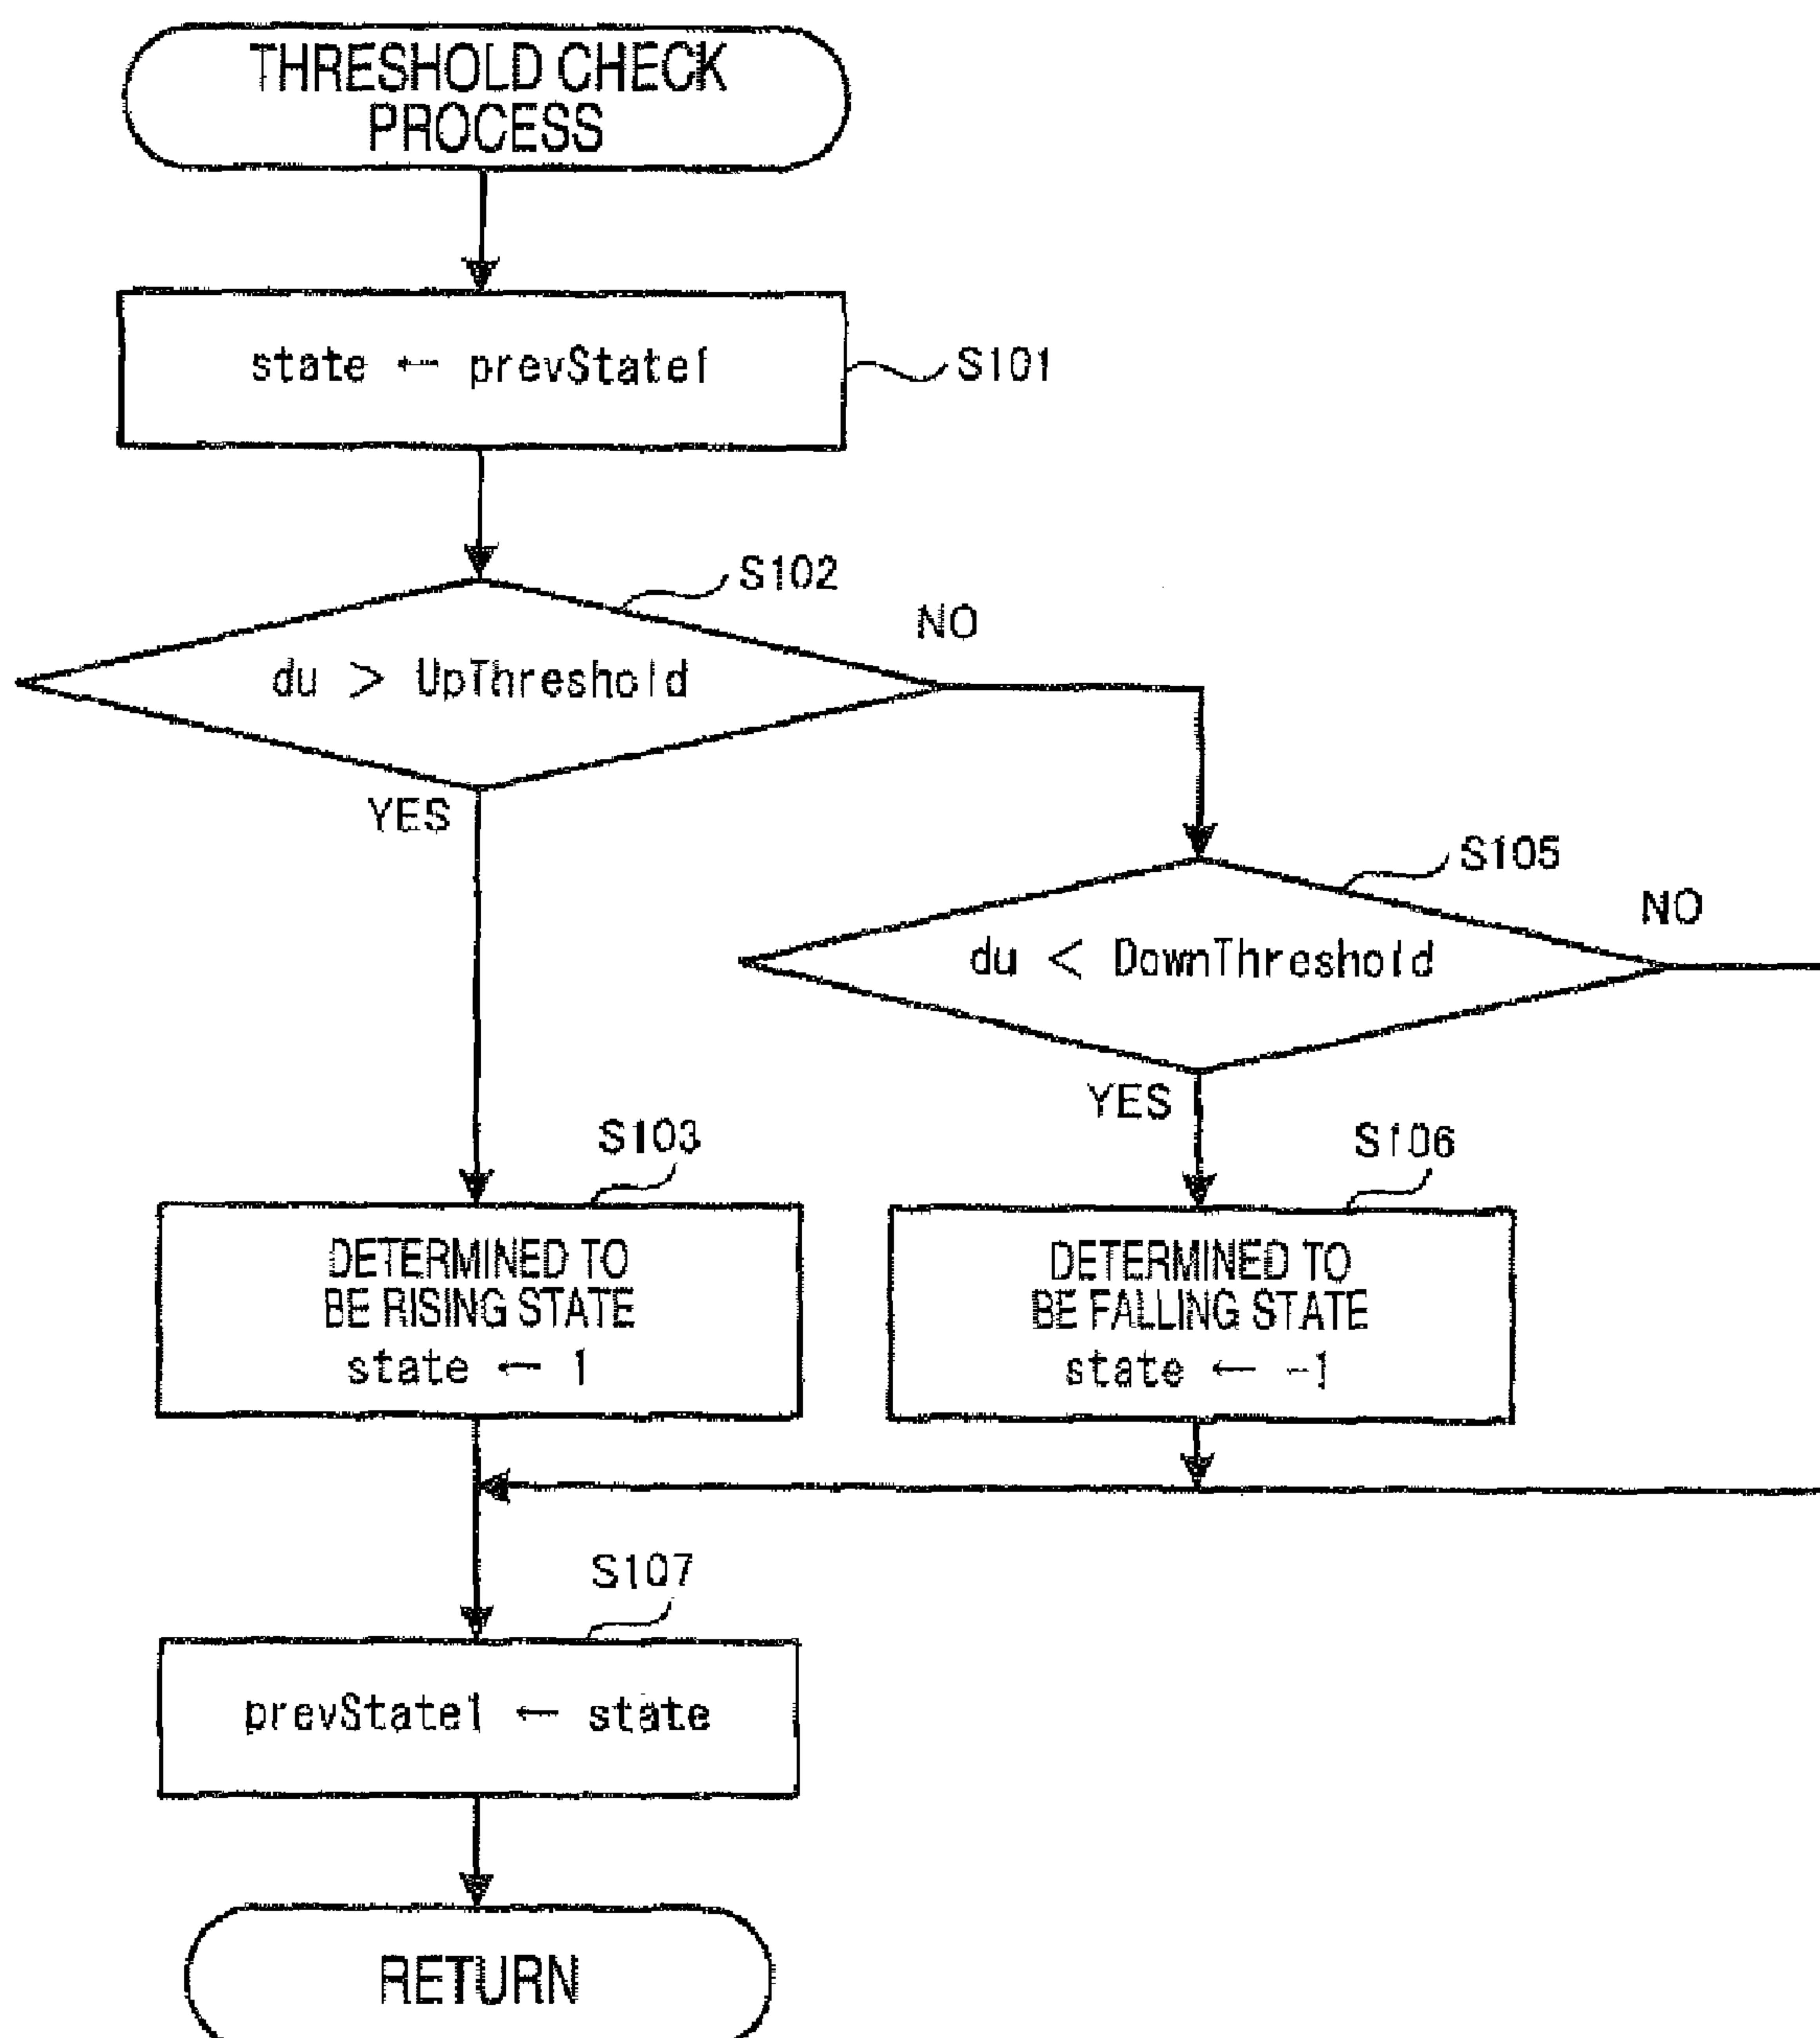 THRESHOLD CHECK
PROCESS
state ← prevState1
S101
S102
NO
du > UpThreshold
YES
S105
NO
du < DownThreshold
YES
S103
S106
DETERMINED TO
BE RISING STATE
state ← 1
DETERMINED TO
BE FALLING STATE
state ← -1
S107
prevState1 ← state
RETURN